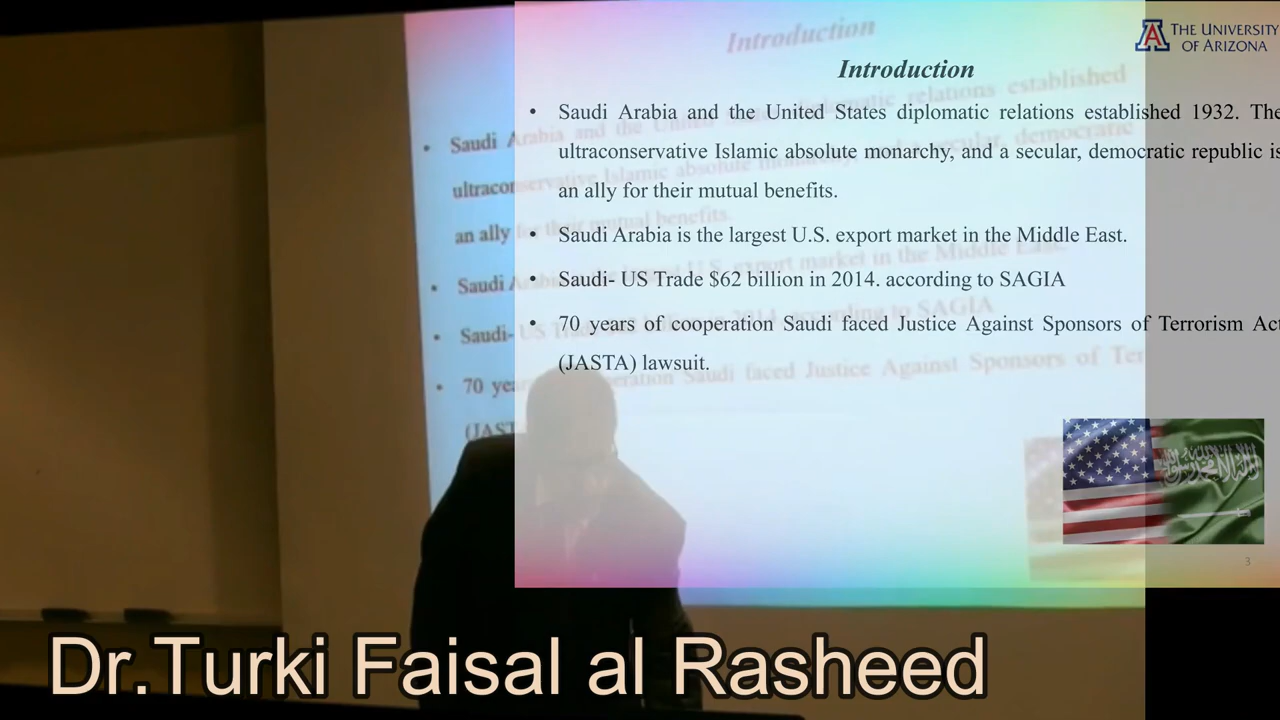 Introduction
THE UNIVERSITY
OF ARIZONA
Introduction
• Saudi Arabia and the United States diplomatic relations established 1932. The
ultraconservative Islamic absolute monarchy, and a secular, democratic republic is
an ally for their mutual benefits.
• Saudi Arabia is the largest U.S. export market in the Middle East.
• Saudi- US Trade $62 billion in 2014. according to SAGIA
• 70 years of cooperation Saudi faced Justice Against Sponsors of Terrorism Act
(JASTA) lawsuit.
3
Dr.Turki Faisal al Rasheed